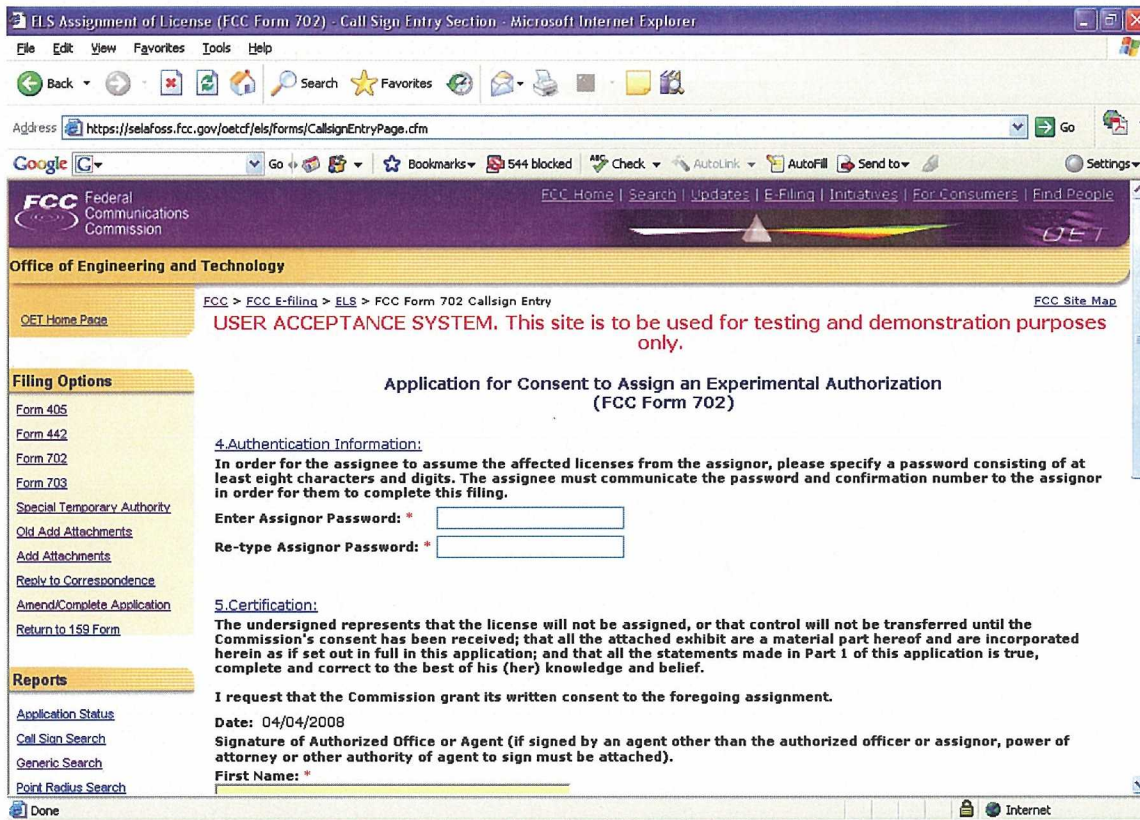 ELS Assignment of License (FCC Form 702) - Call Sign Entry Section - Microsoft Internet Explorer
File Edit View Favorites Tools Help
Back Search Favorites
Address https://selafoss.fcc.gov/oetcf/els/forms/CallsignEntryPage.cfm Go
Google G Go Bookmarks 544 blocked ABC Check AutoLink AutoFill Send to Settings
FCC Federal Communications Commission
FCC Home | Search | Updates | E-Filing | Initiatives | For Consumers | Find People
OET
Office of Engineering and Technology
OET Home Page
FCC > FCC E-filing > ELS > FCC Form 702 Callsign Entry FCC Site Map
USER ACCEPTANCE SYSTEM. This site is to be used for testing and demonstration purposes
only.
Filing Options
Form 405
Form 442
Form 702
Form 703
Special Temporary Authority
Old Add Attachments
Add Attachments
Reply to Correspondence
Amend/Complete Application
Return to 159 Form
Reports
Application Status
Call Sign Search
Generic Search
Point Radius Search
Application for Consent to Assign an Experimental Authorization
(FCC Form 702)
4.Authentication Information:
In order for the assignee to assume the affected licenses from the assignor, please specify a password consisting of at
least eight characters and digits. The assignee must communicate the password and confirmation number to the assignor
in order for them to complete this filing.
Enter Assignor Password: *
Re-type Assignor Password: *
5.Certification:
The undersigned represents that the license will not be assigned, or that control will not be transferred until the
Commission's consent has been received; that all the attached exhibit are a material part hereof and are incorporated
herein as if set out in full in this application; and that all the statements made in Part 1 of this application is true,
complete and correct to the best of his (her) knowledge and belief.
I request that the Commission grant its written consent to the foregoing assignment.
Date: 04/04/2008
Signature of Authorized Office or Agent (if signed by an agent other than the authorized officer or assignor, power of
attorney or other authority of agent to sign must be attached).
First Name: *
Done Internet